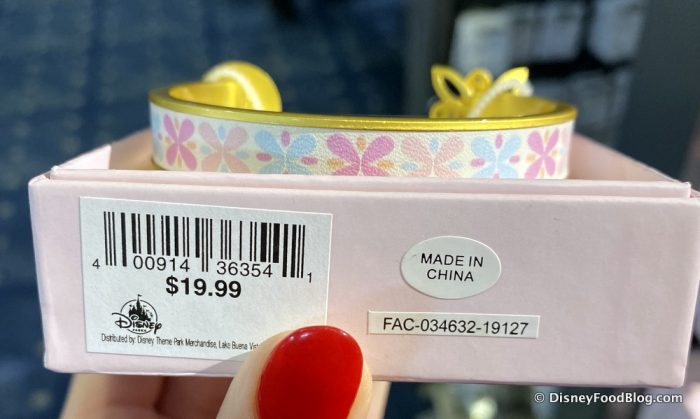 4 00914 36354 1
$19.99
Disney
PARKS
Distributed by: Disney Theme Park Merchandise, Lake Buena
MADE IN
CHINA
FAC-034632-19127
©DisneyFoodBlog.com